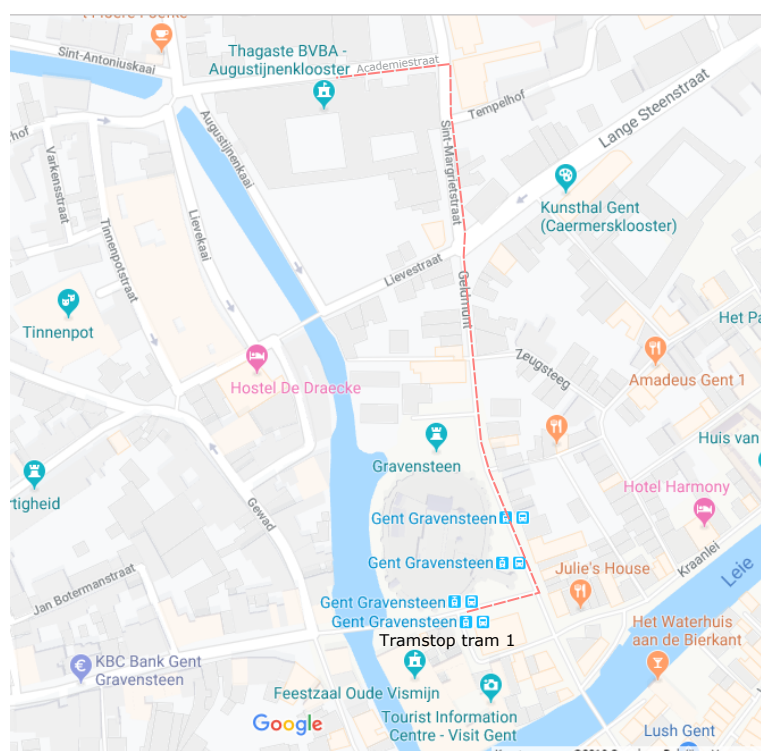 Sint-Antoniuskaai
Thagaste BVBA -
Augustijnenklooster
Academiestraat
Tempelhof
Lange Steenstraat
Augustijnenkaai
Sint-Margrietstraat
Varkensstraat
Tinnenpotstraat
Lievekaai
Kunsthal Gent
(Caermersklooster)
Lievestraat
Geldmunt
Tinnenpot
Het Pa
Zeugsteeg
Hostel De Draecke
Amadeus Gent 1
Huis van
Gravensteen
rtigheid
Hotel Harmony
Gewad
Gent Gravensteen
Gent Gravensteen
Julie's House
Kraanlei
Leie
Jan Botermanstraat
Gent Gravensteen
Gent Gravensteen
Tramstop tram 1
Het Waterhuis
aan de Bierkant
KBC Bank Gent
Gravensteen
Feestzaal Oude Vismijn
Google
Tourist Information
Centre - Visit Gent
Lush Gent